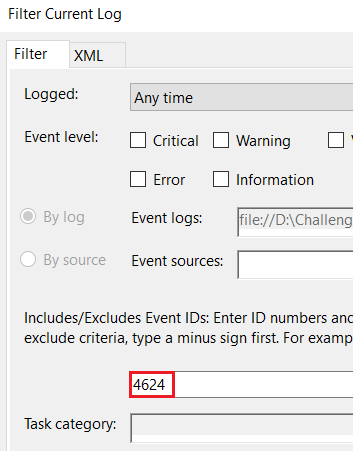 Filter Current Log
Filter XML
Logged: Any time
Event level: Critical Warning
Error Information
By log Event logs: file://D:\Challeng
By source Event sources:
Includes/Excludes Event IDs: Enter ID numbers and
exclude criteria, type a minus sign first. For examp
4624
Task category: